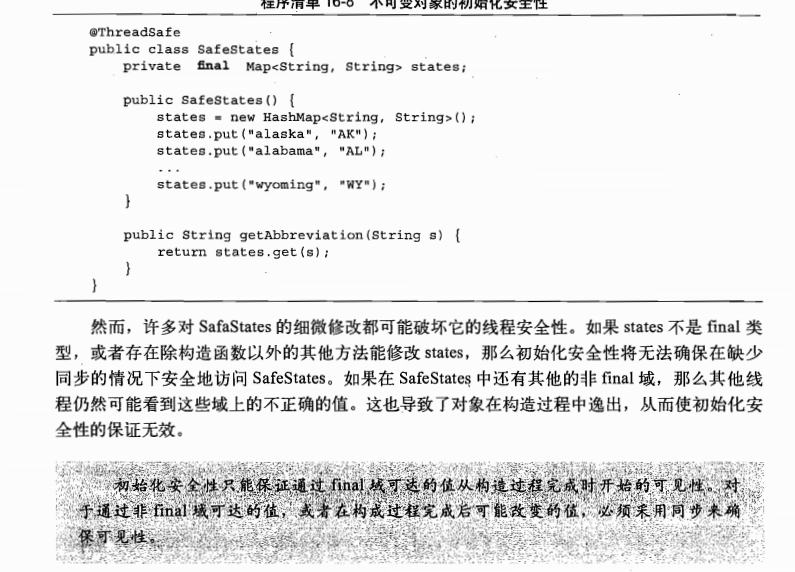 程序清单 16-8 不可变对象的初始化安全性
@ThreadSafe
public class SafeStates {
private final Map<String, String> states;
public SafeStates() {
states = new HashMap<String, String>();
states.put("alaska", "AK");
states.put("alabama", "AL");
...
states.put("wyoming", "WY");
}
public String getAbbreviation(String s) {
return states.get(s);
}
}
然而，许多对 SafaStates 的细微修改都可能破坏它的线程安全性。如果 states 不是 final 类
型，或者存在除构造函数以外的其他方法能修改 states，那么初始化安全性将无法确保在缺少
同步的情况下安全地访问 SafeStates。如果在 SafeStates 中还有其他的非 final 域，那么其他线
程仍然可能看到这些域上的不正确的值。这也导致了对象在构造过程中逸出，从而使初始化安
全性的保证无效。
初始化安全性只能保证通过 final 域可达的值从构造过程完成时开始的可见性。对
于通过非 final 域可达的值，或者在构成过程完成后可能改变的值，必须采用同步来确
保可见性。